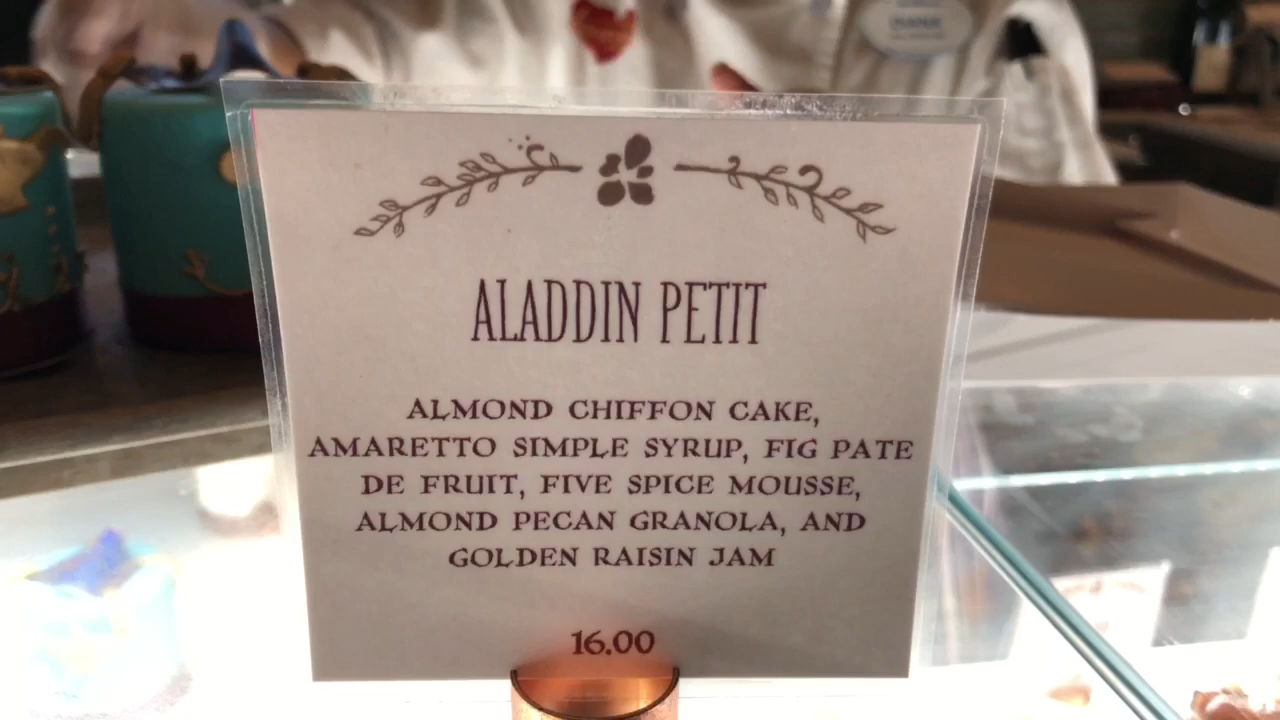 ALADDIN PETIT
ALMOND CHIFFON CAKE,
AMARETTO SIMPLE SYRUP, FIG PATE
DE FRUIT, FIVE SPICE MOUSSE,
ALMOND PECAN GRANOLA, AND
GOLDEN RAISIN JAM
16.00